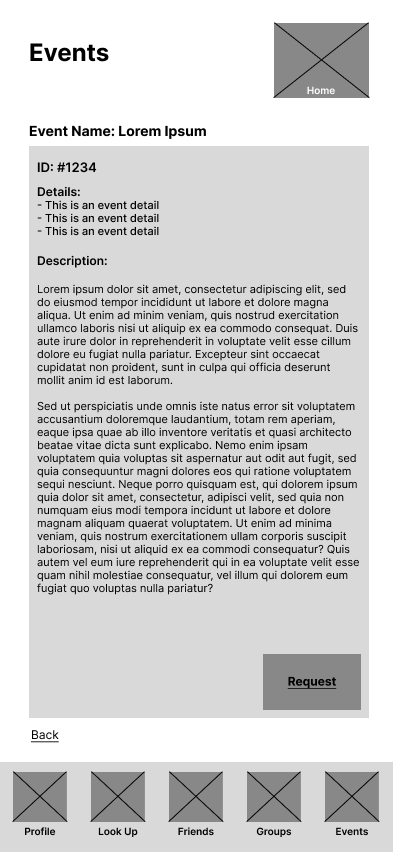 Events
Home
Event Name: Lorem Ipsum
ID: #1234
Details:
- This is an event detail
- This is an event detail
- This is an event detail
Description:
Lorem ipsum dolor sit amet, consectetur adipiscing elit, sed
do eiusmod tempor incididunt ut labore et dolore magna
aliqua. Ut enim ad minim veniam, quis nostrud exercitation
ullamco laboris nisi ut aliquip ex ea commodo consequat. Duis
aute irure dolor in reprehenderit in voluptate velit esse cillum
dolore eu fugiat nulla pariatur. Excepteur sint occaecat
cupidatat non proident, sunt in culpa qui officia deserunt
mollit anim id est laborum.
Sed ut perspiciatis unde omnis iste natus error sit voluptatem
accusantium doloremque laudantium, totam rem aperiam,
eaque ipsa quae ab illo inventore veritatis et quasi architecto
beatae vitae dicta sunt explicabo. Nemo enim ipsam
voluptatem quia voluptas sit aspernatur aut odit aut fugit, sed
quia consequuntur magni dolores eos qui ratione voluptatem
sequi nesciunt. Neque porro quisquam est, qui dolorem ipsum
quia dolor sit amet, consectetur, adipisci velit, sed quia non
numquam eius modi tempora incidunt ut labore et dolore
magnam aliquam quaerat voluptatem. Ut enim ad minima
veniam, quis nostrum exercitationem ullam corporis suscipit
laboriosam, nisi ut aliquid ex ea commodi consequatur? Quis
autem vel eum iure reprehenderit qui in ea voluptate velit esse
quam nihil molestiae consequatur, vel illum qui dolorem eum
fugiat quo voluptas nulla pariatur?
Request
Back
Profile
Look Up
Friends
Groups
Events